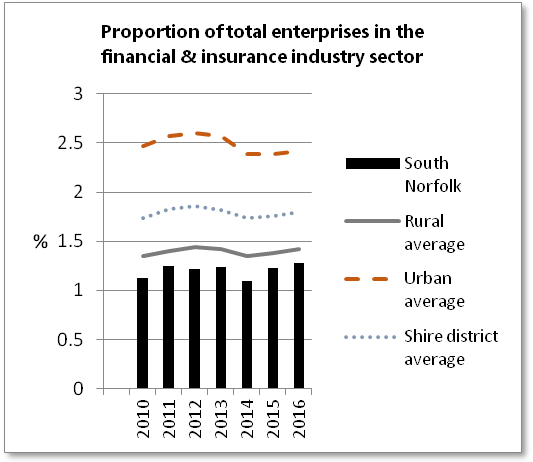 Proportion of total enterprises in the
financial & insurance industry sector
3
2.5
2
1.5
1
0.5
0
%
2010
2011
2012
2013
2014
2015
2016
South
Norfolk
Rural
average
Urban
average
Shire district
average